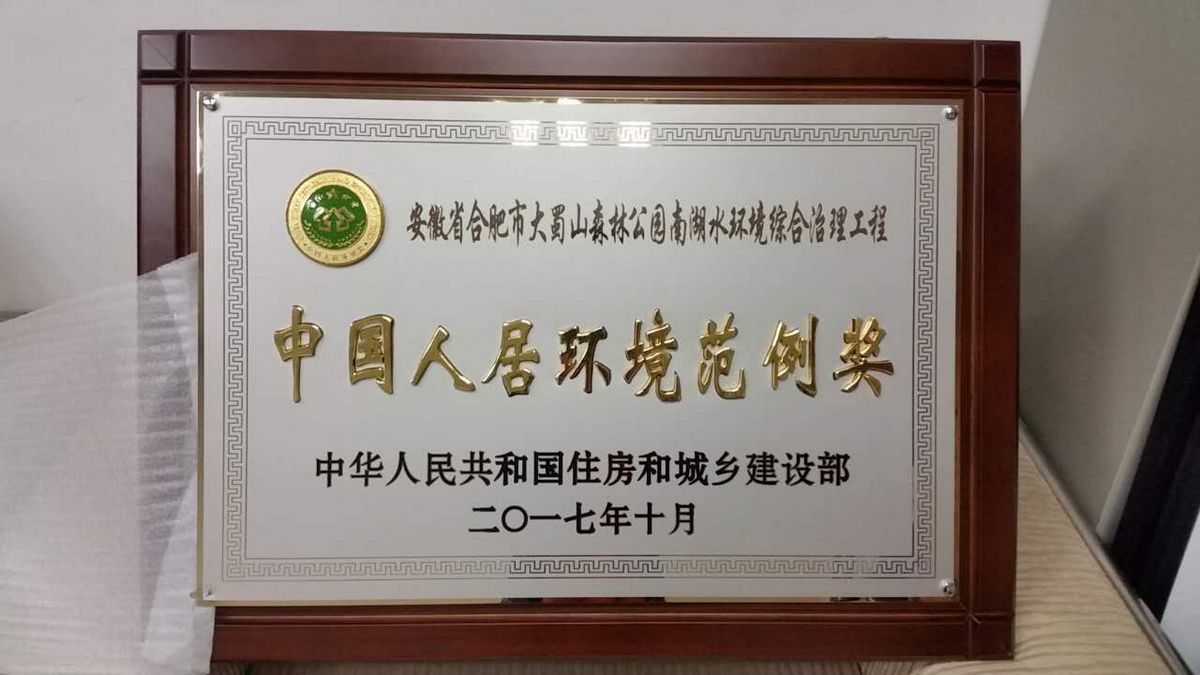 安徽省合肥市大蜀山森林公园南湖水环境综合治理工程
中国人居环境范例奖
中华人民共和国住房和城乡建设部
二〇一七年十月